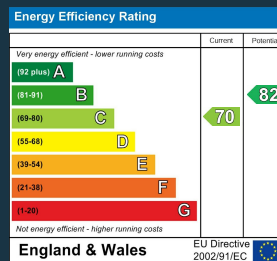 Energy Efficiency Rating
Current Potentia
Very energy efficient - lower running costs
(92 plus) A
(81-91) B 82
(69-80) C 70
(55-68) D
(39-54) E
(21-38) F
(1-20) G
Not energy efficient - higher running costs
England & Wales
EU Directive
2002/91/EC